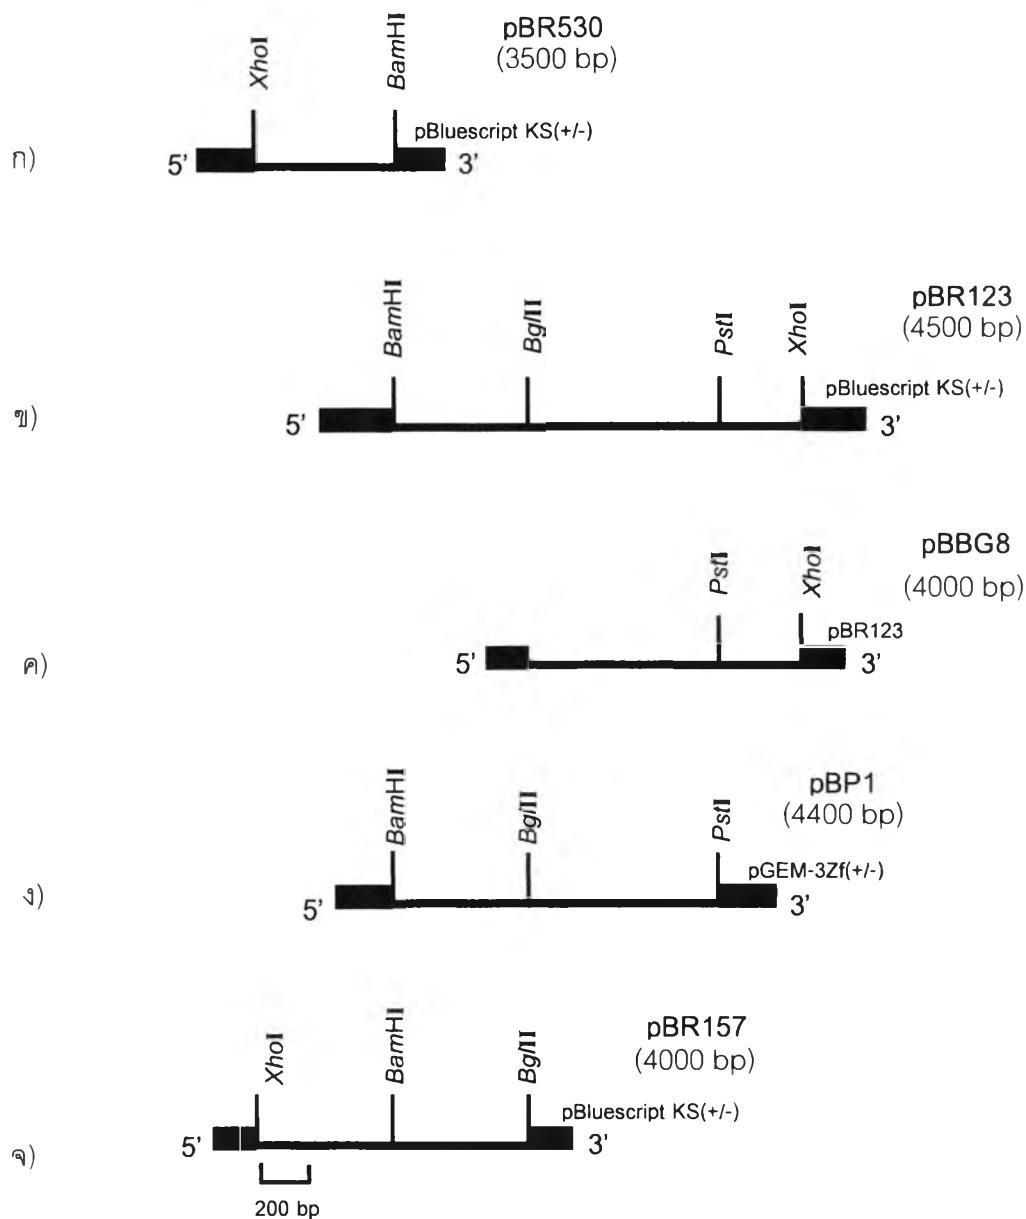 pBR530
(3500 bp)
XhoI
BamHI
pBluescript KS(+/-)
ก)
5’
3’
pBR123
(4500 bp)
BamHI
BglII
PstI
XhoI
pBluescript KS(+/-)
ข)
5’
3’
pBBG8
(4000 bp)
PstI
XhoI
pBR123
ค)
5’
3’
pBP1
(4400 bp)
BamHI
BglII
PstI
pGEM-3Zf(+/-)
ง)
5’
3’
pBR157
(4000 bp)
XhoI
BamHI
BglII
pBluescript KS(+/-)
จ)
5’
3’
200 bp